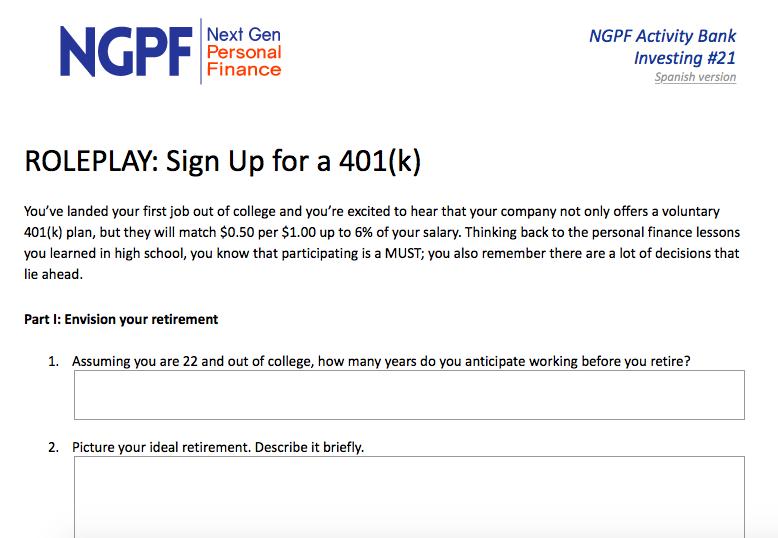 NGPF
Next Gen
Personal
Finance
NGPF Activity Bank
Investing #21
Spanish version
ROLEPLAY: Sign Up for a 401(k)
You’ve landed your first job out of college and you’re excited to hear that your company not only offers a voluntary
401(k) plan, but they will match $0.50 per $1.00 up to 6% of your salary. Thinking back to the personal finance lessons
you learned in high school, you know that participating is a MUST; you also remember there are a lot of decisions that
lie ahead.
Part I: Envision your retirement
1. Assuming you are 22 and out of college, how many years do you anticipate working before you retire?
2. Picture your ideal retirement. Describe it briefly.